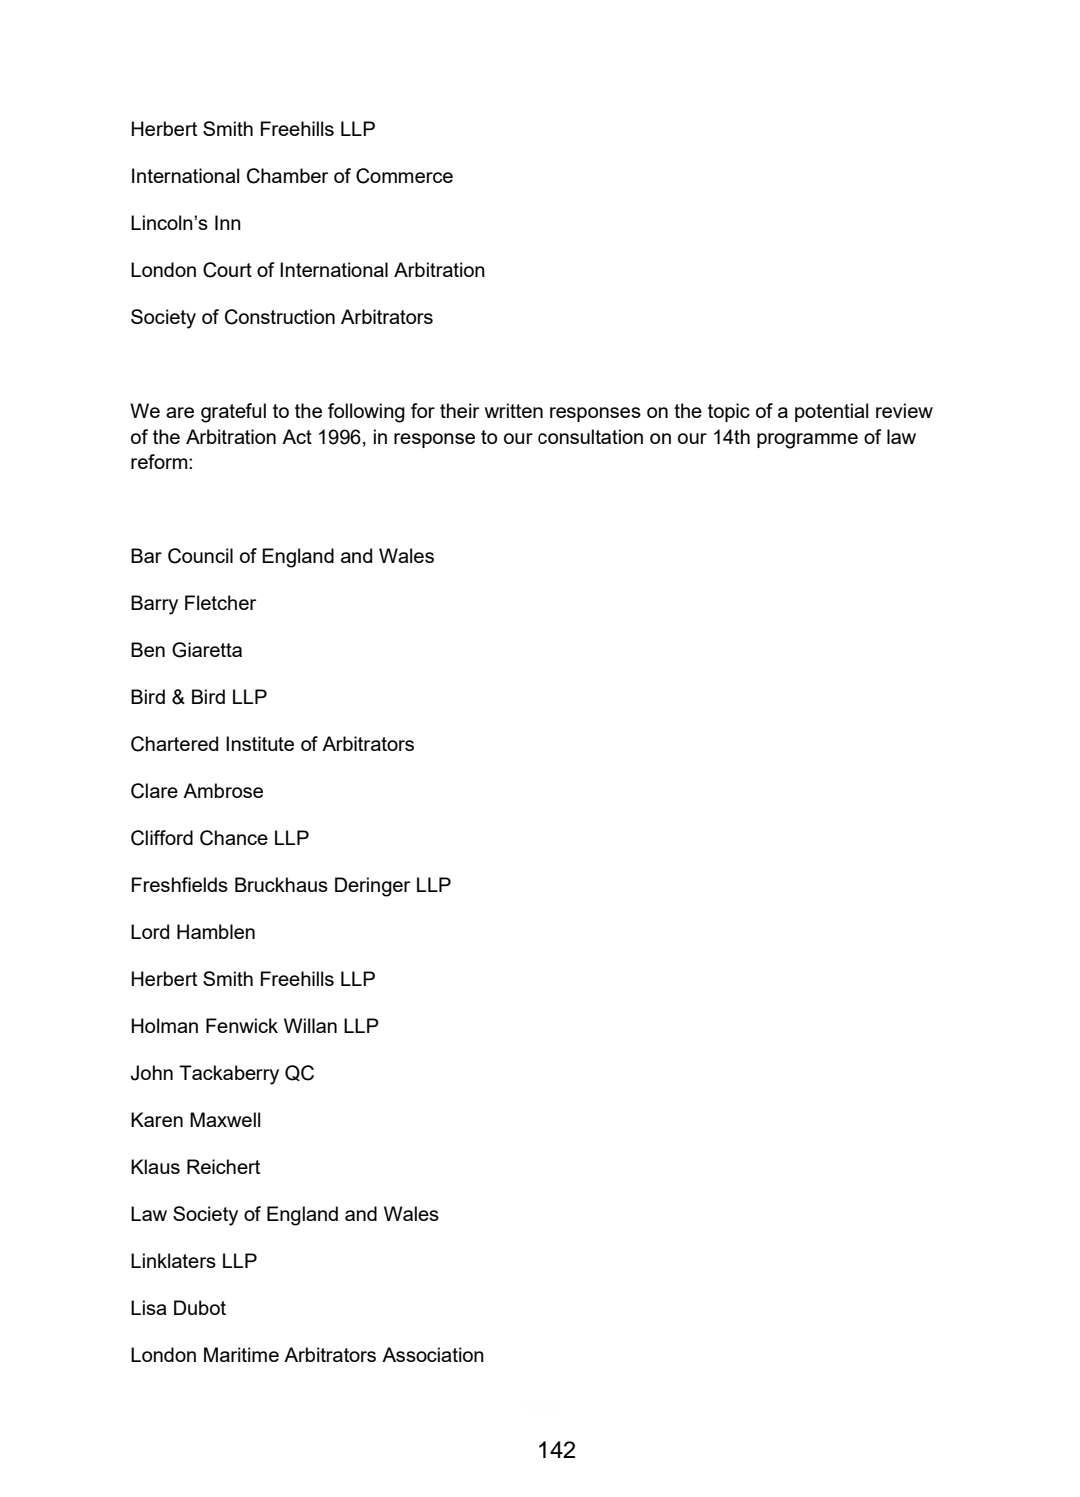 Herbert Smith Freehills LLP
International Chamber of Commerce
Lincoln’s Inn
London Court of International Arbitration
Society of Construction Arbitrators
We are grateful to the following for their written responses on the topic of a potential review
of the Arbitration Act 1996, in response to our consultation on our 14th programme of law
reform:
Bar Council of England and Wales
Barry Fletcher
Ben Giaretta
Bird & Bird LLP
Chartered Institute of Arbitrators
Clare Ambrose
Clifford Chance LLP
Freshfields Bruckhaus Deringer LLP
Lord Hamblen
Herbert Smith Freehills LLP
Holman Fenwick Willan LLP
John Tackaberry QC
Karen Maxwell
Klaus Reichert
Law Society of England and Wales
Linklaters LLP
Lisa Dubot
London Maritime Arbitrators Association
142